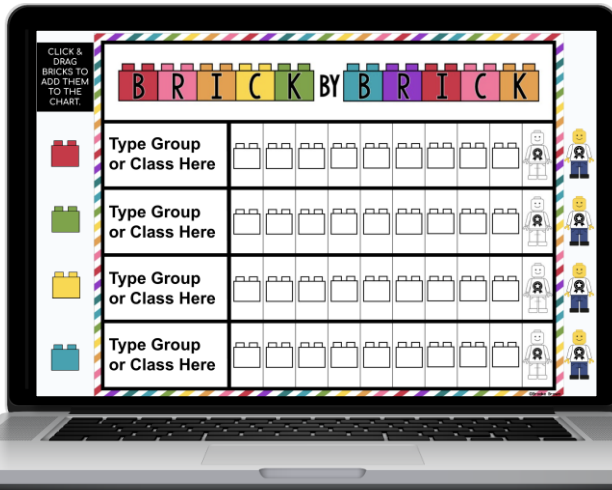 CLICK &
DRAG
BRICKS TO
ADD THEM
TO THE
CHART.
BRICK BY BRICK
Type Group
or Class Here
Type Group
or Class Here
Type Group
or Class Here
Type Group
or Class Here